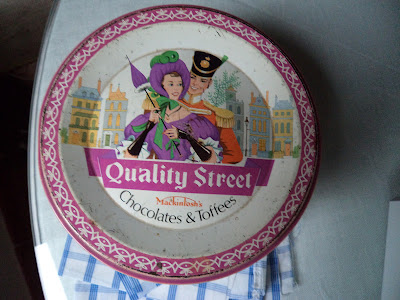 Quality Street
Mackintosh's
Chocolates & Toffees